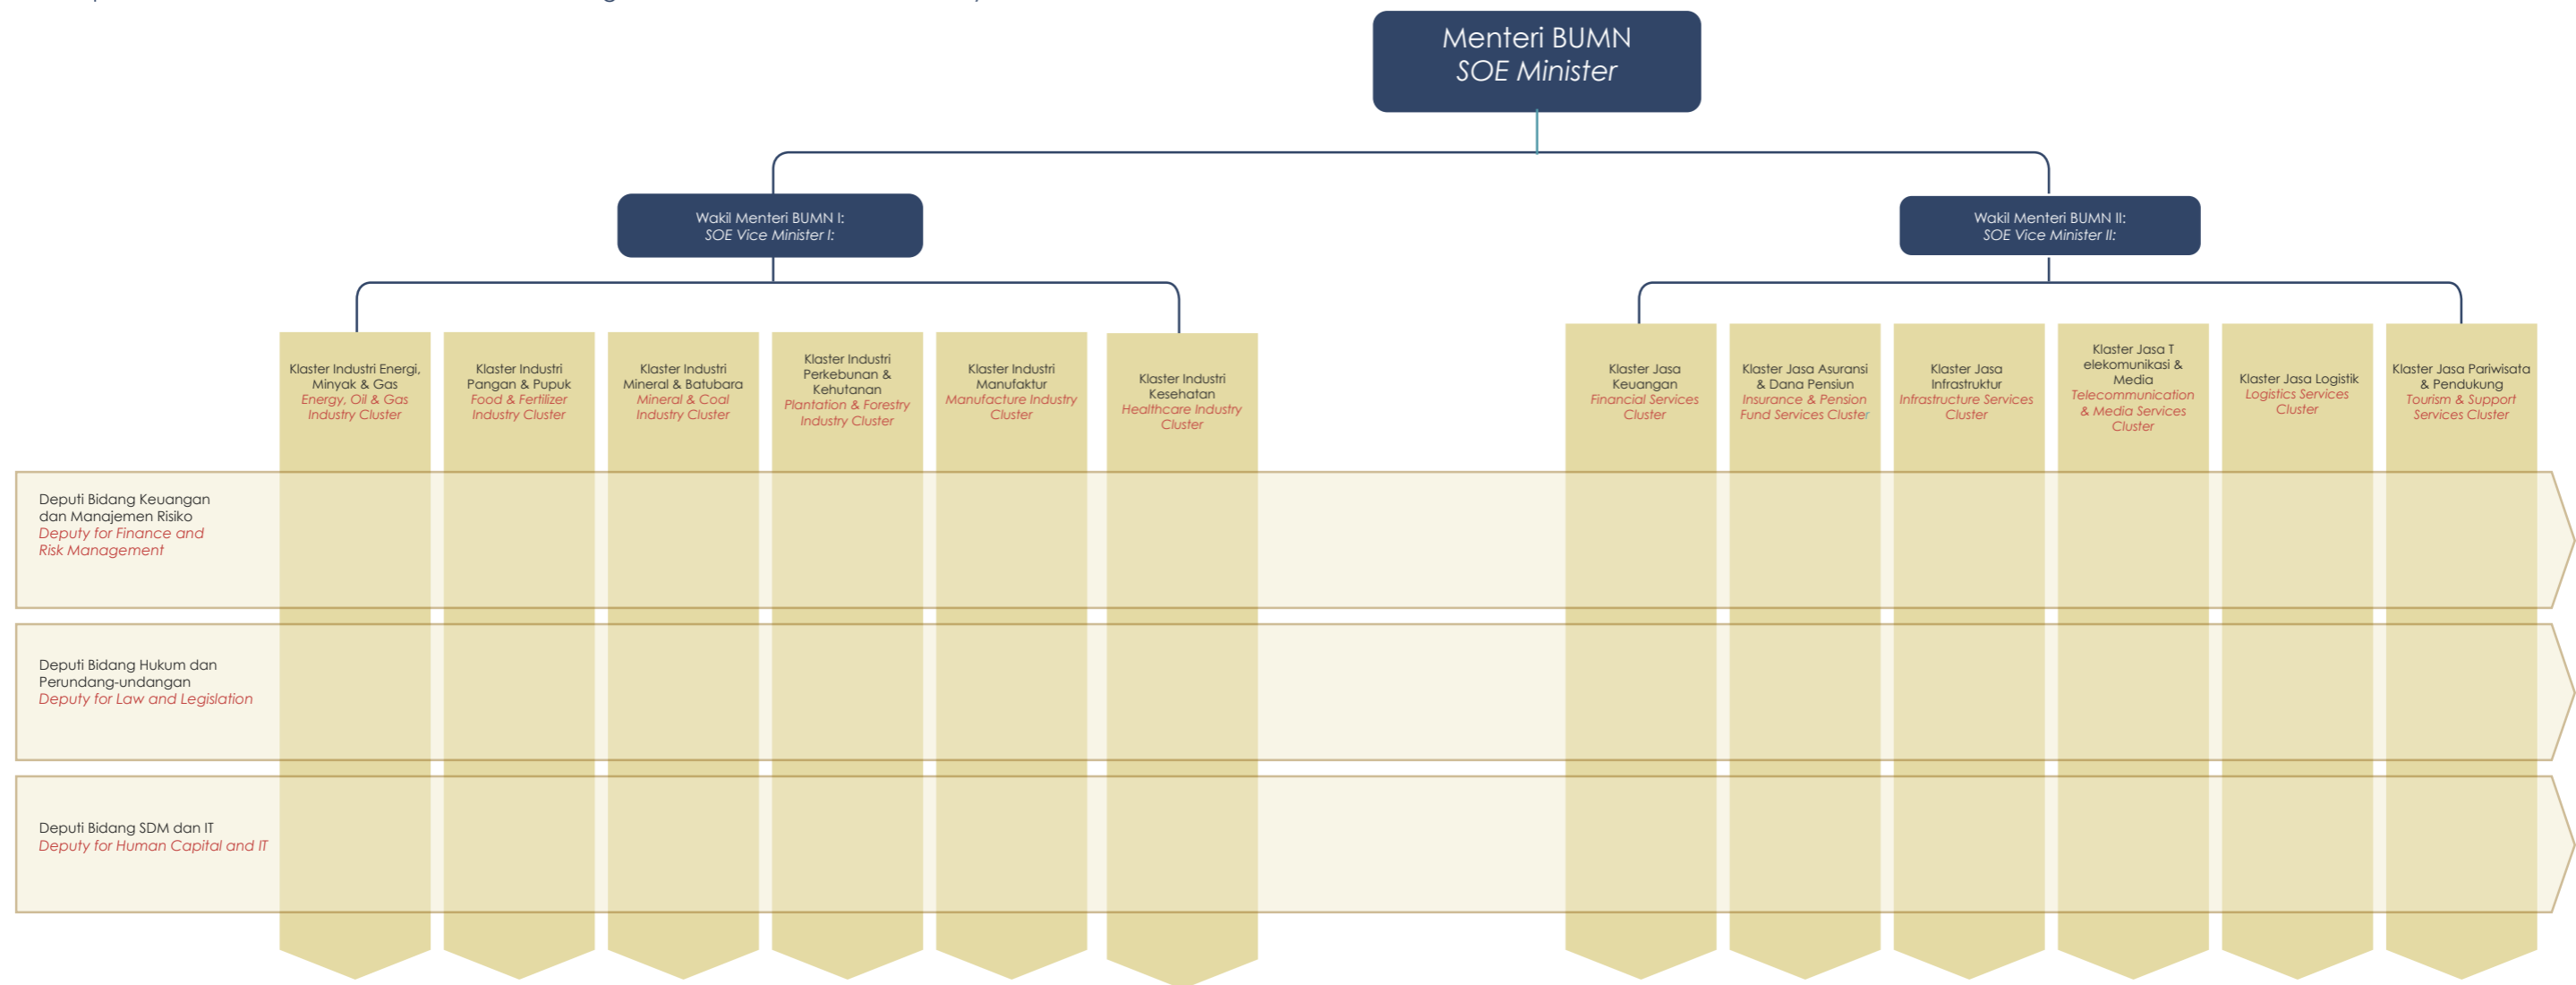 Menteri BUMN
SOE Minister
Wakil Menteri BUMN I:
SOE Vice Minister I:
Wakil Menteri BUMN II:
SOE Vice Minister II:
Klaster Industri Energi,
Minyak & Gas
Energy, Oil & Gas
Industry Cluster
Klaster Industri
Pangan & Pupuk
Food & Fertilizer
Industry Cluster
Klaster Industri
Mineral & Batubara
Mineral & Coal
Industry Cluster
Klaster Industri
Perkebunan &
Kehutanan
Plantation & Forestry
Industry Cluster
Klaster Industri
Manufaktur
Manufacture Industry
Cluster
Klaster Industri
Kesehatan
Healthcare Industry
Cluster
Klaster Jasa
Keuangan
Financial Services
Cluster
Klaster Jasa Asuransi
& Dana Pensiun
Insurance & Pension
Fund Services Cluster
Klaster Jasa
Infrastruktur
Infrastructure Services
Cluster
Klaster Jasa T
elekomunikasi &
Media
Telecommunication
& Media Services
Cluster
Klaster Jasa Logistik
Logistics Services
Cluster
Klaster Jasa Pariwisata
& Pendukung
Tourism & Support
Services Cluster
Deputi Bidang Keuangan
dan Manajemen Risiko
Deputy for Finance and
Risk Management
Deputi Bidang Hukum dan
Perundang-undangan
Deputy for Law and Legislation
Deputi Bidang SDM dan IT
Deputy for Human Capital and IT